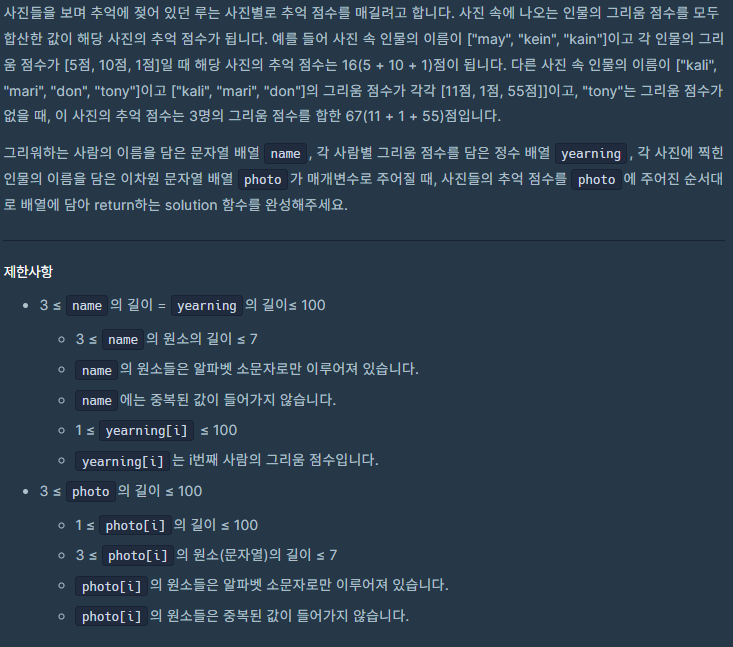 사진들을 보며 추억에 젖어 있던 루는 사진별로 추억 점수를 매길려고 합니다. 사진 속에 나오는 인물의 그리움 점수를 모두
합산한 값이 해당 사진의 추억 점수가 됩니다. 예를 들어 사진 속 인물의 이름이 ["may", "kein", "kain"]이고 각 인물의 그리
움 점수가 [5점, 10점, 1점]일 때 해당 사진의 추억 점수는 16(5 + 10 + 1)점이 됩니다. 다른 사진 속 인물의 이름이 ["kali",
"mari", "don", "tony"]이고 ["kali", "mari", "don"]의 그리움 점수가 각각 [11점, 1점, 55점]]이고, "tony"는 그리움 점수가
없을 때, 이 사진의 추억 점수는 3명의 그리움 점수를 합한 67(11 + 1 + 55)점입니다.
그리워하는 사람의 이름을 담은 문자열 배열 name, 각 사람별 그리움 점수를 담은 정수 배열 yearning, 각 사진에 찍힌
인물의 이름을 담은 이차원 문자열 배열 photo가 매개변수로 주어질 때, 사진들의 추억 점수를 photo에 주어진 순서대
로 배열에 담아 return하는 solution 함수를 완성해주세요.
제한사항
• 3 ≤ name의 길이 = yearning의 길이≤ 100
◦ 3 ≤ name의 원소의 길이 ≤ 7
◦ name의 원소들은 알파벳 소문자로만 이루어져 있습니다.
◦ name에는 중복된 값이 들어가지 않습니다.
◦ 1 ≤ yearning[i] ≤ 100
◦ yearning[i]는 i번째 사람의 그리움 점수입니다.
• 3 ≤ photo의 길이 ≤ 100
◦ 1 ≤ photo[i]의 길이 ≤ 100
◦ 3 ≤ photo[i]의 원소(문자열)의 길이 ≤ 7
◦ photo[i]의 원소들은 알파벳 소문자로만 이루어져 있습니다.
◦ photo[i]의 원소들은 중복된 값이 들어가지 않습니다.